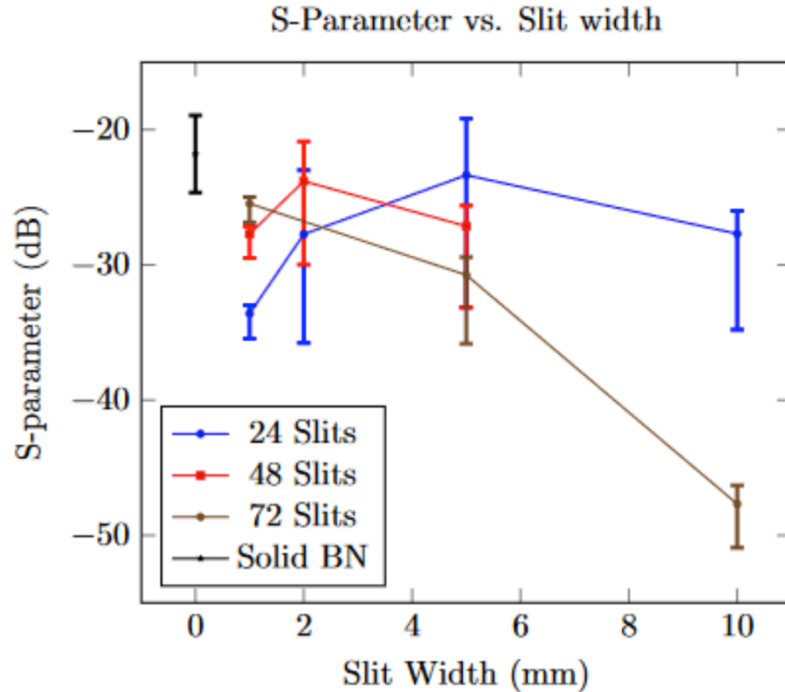 S-Parameter vs. Slit width
S-parameter (dB)
−20
−30
−40
−50
24 Slits
48 Slits
72 Slits
Solid BN
0 2 4 6 8 10
Slit Width (mm)